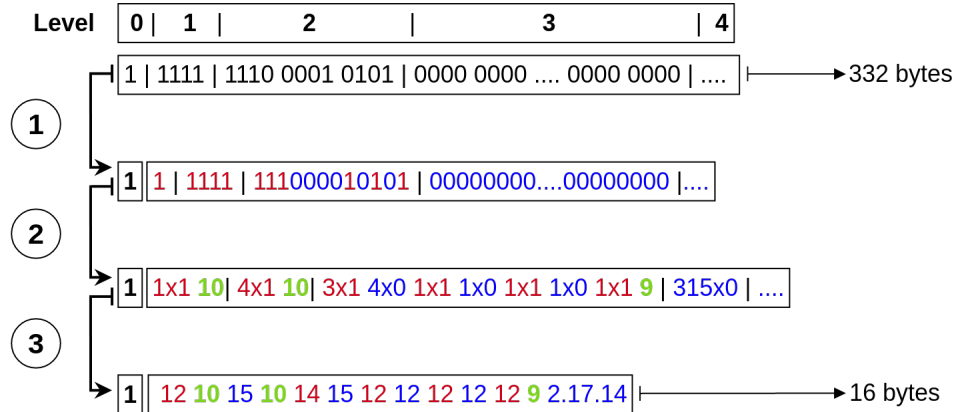 Level 0 | 1 | 2 | 3 | 4
1 | 1111 | 1110 0001 0101 | 0000 0000 .... 0000 0000 | .... 332 bytes
1
1 1 | 1111 | 111000010101 | 00000000....00000000 |....
2
1 1x1 10| 4x1 10| 3x1 4x0 1x1 1x0 1x1 1x0 1x1 9 | 315x0 | ....
3
1 12 10 15 10 14 15 12 12 12 12 12 9 2.17.14 16 bytes